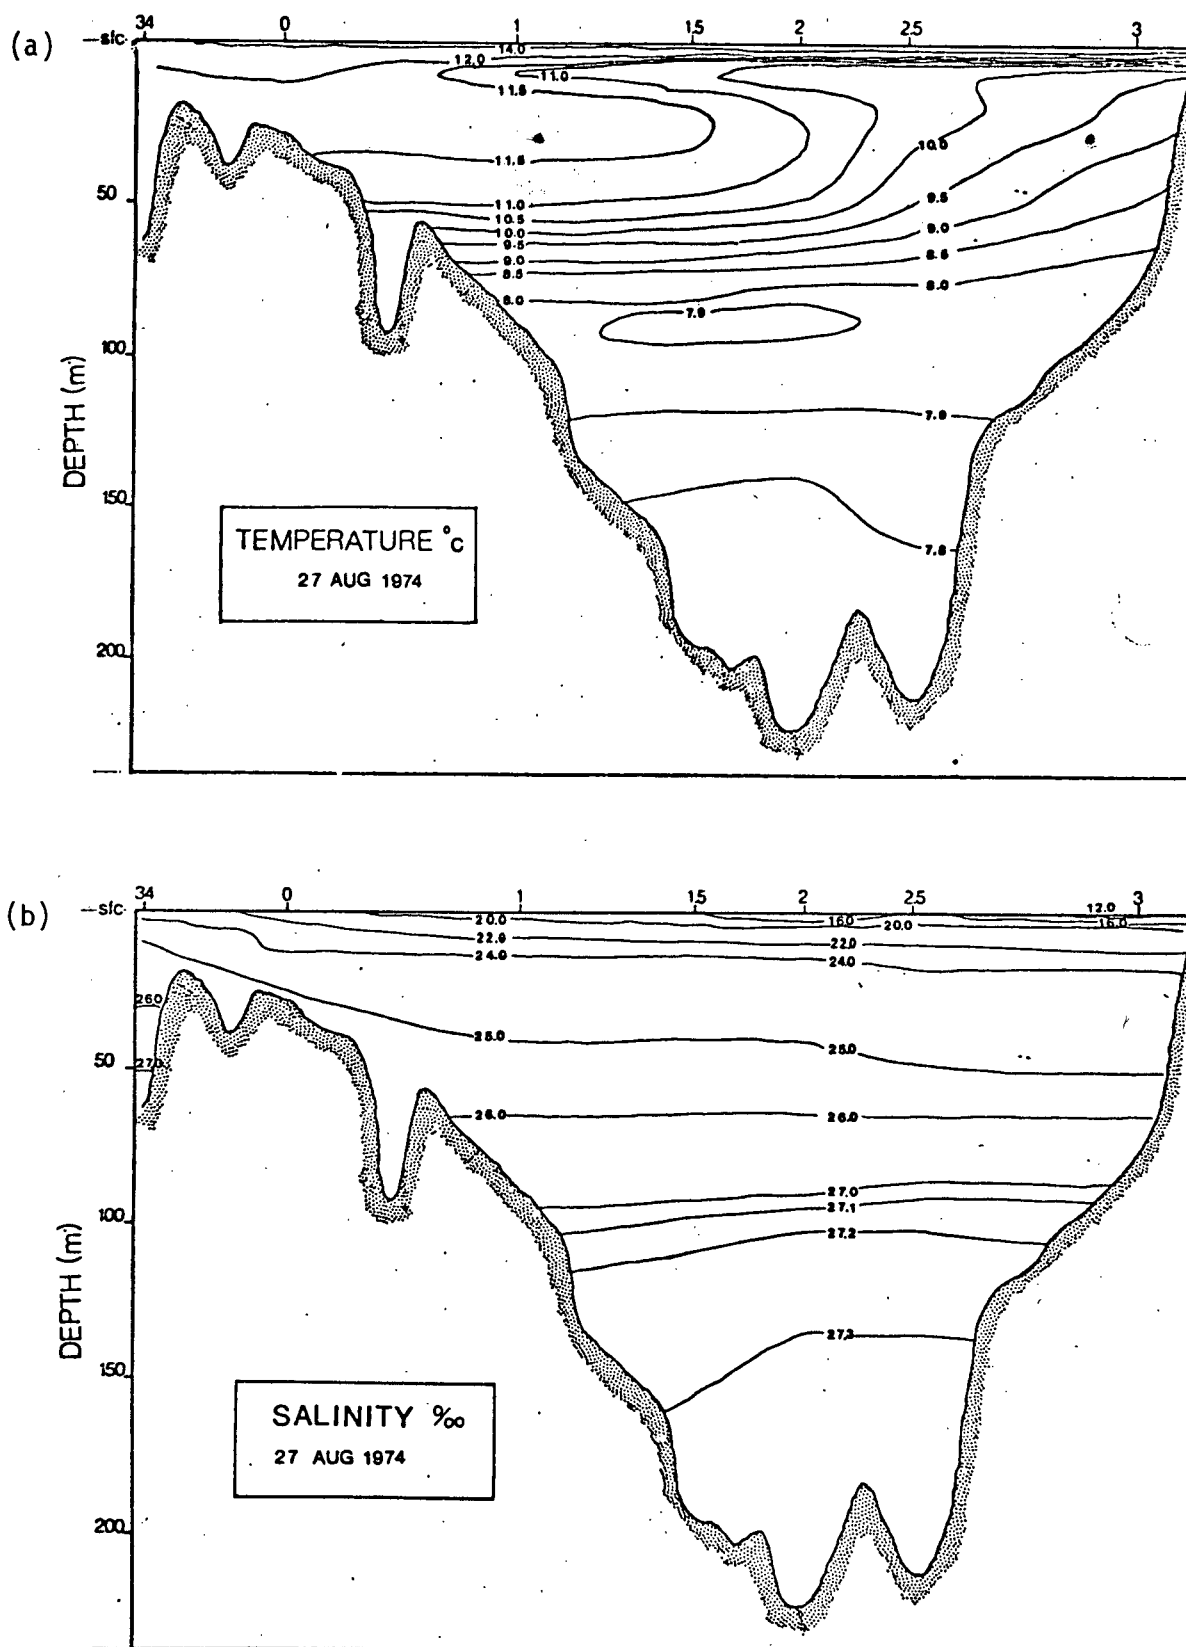 (a)
34 0 1 1.5 2 2.5 3
sfc.
14.0
12.0
11.0
11.5
11.5
10.0
50
11.0
10.5
10.0
9.5
9.0
8.5
8.0
9.5
9.0
8.5
8.0
7.9
100
7.9
DEPTH (m)
150
7.8
TEMPERATURE °c
27 AUG 1974
200
(b)
34 0 1 1.5 2 2.5 3
sfc.
20.0 16.0 20.0 12.0 16.0
22.0 22.0
24.0 24.0
26.0
25.0 25.0
27.0
50
26.0 26.0
27.0
27.1
100
27.2
DEPTH (m)
27.3
150
SALINITY ‰
27 AUG 1974
200